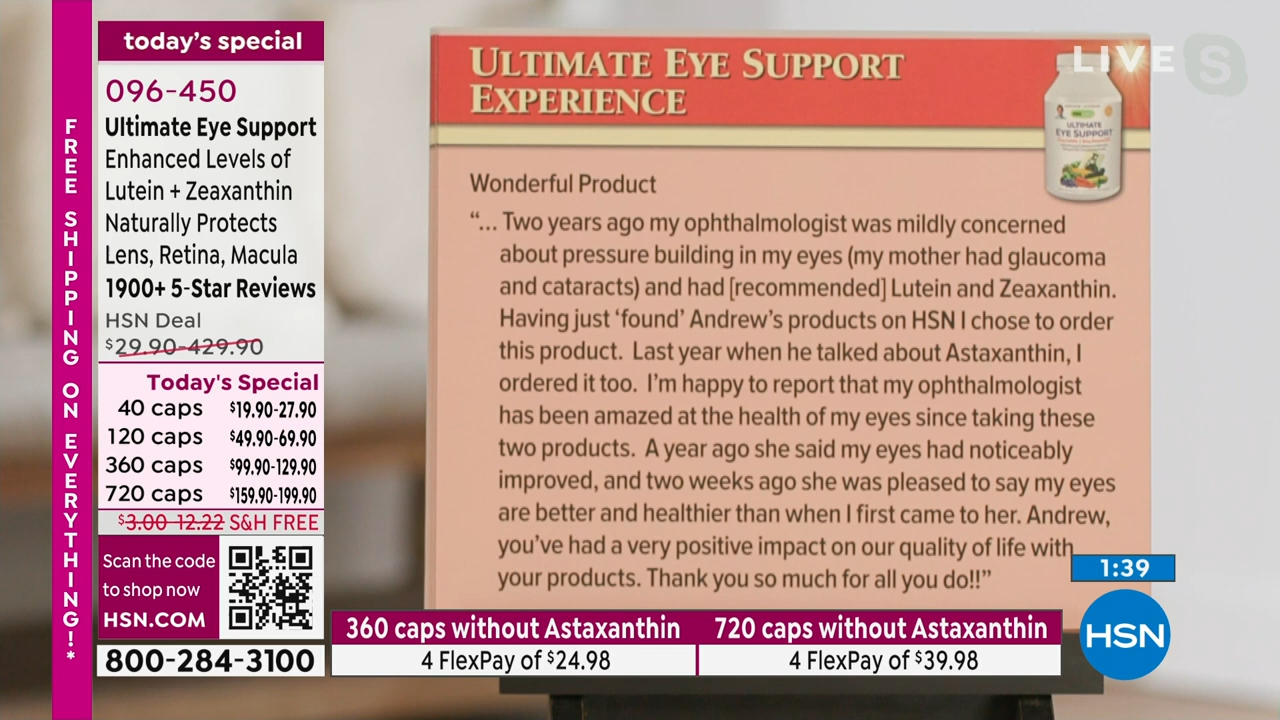 FREE SHIPPING ON EVERYTHING!*
today's special
096-450
Ultimate Eye Support
Enhanced Levels of
Lutein + Zeaxanthin
Naturally Protects
Lens, Retina, Macula
1900+ 5-Star Reviews
HSN Deal
$29.90-429.90
Today's Special
40 caps $19.90-27.90
120 caps $49.90-69.90
360 caps $99.90-129.90
720 caps $159.90-199.90
$3.00-12.22 S&H FREE
Scan the code
to shop now
HSN.COM
800-284-3100
ULTIMATE EYE SUPPORT
EXPERIENCE
LIVE S
ULTIMATE
EYE SUPPORT
Wonderful Product
“... Two years ago my ophthalmologist was mildly concerned
about pressure building in my eyes (my mother had glaucoma
and cataracts) and had [recommended] Lutein and Zeaxanthin.
Having just ‘found’ Andrew’s products on HSN I chose to order
this product. Last year when he talked about Astaxanthin, I
ordered it too. I’m happy to report that my ophthalmologist
has been amazed at the health of my eyes since taking these
two products. A year ago she said my eyes had noticeably
improved, and two weeks ago she was pleased to say my eyes
are better and healthier than when I first came to her. Andrew,
you’ve had a very positive impact on our quality of life with
your products. Thank you so much for all you do!!”
1:39
HSN
360 caps without Astaxanthin
4 FlexPay of $24.98
720 caps without Astaxanthin
4 FlexPay of $39.98